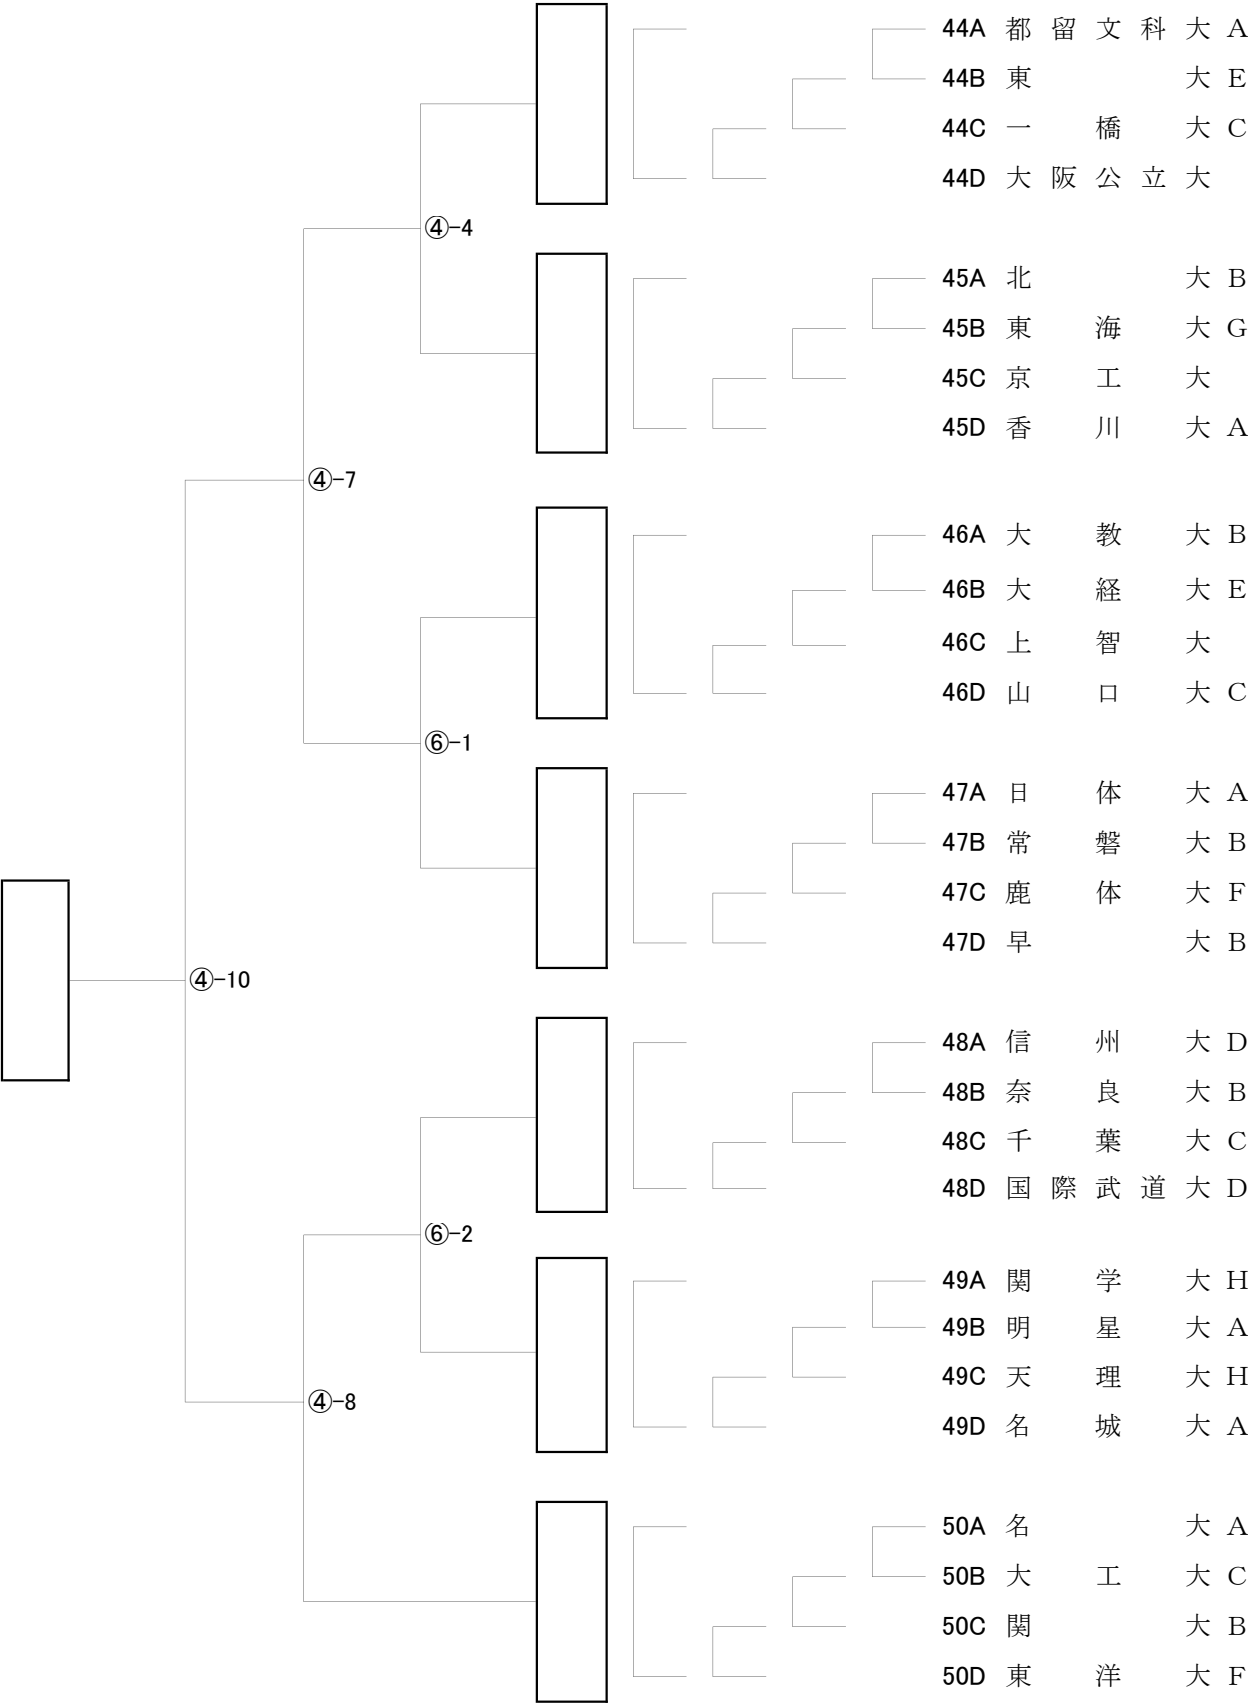 44A 都留文科大 A
44B 東大 E
44C 一橋大 C
44D 大阪公立大
④-4
45A 北大 B
45B 東海大 G
45C 京工大
45D 香川大 A
④-7
46A 大教大 B
46B 大経大 E
46C 上智大
46D 山口大 C
⑥-1
47A 日体大 A
47B 常磐大 B
47C 鹿体大 F
47D 早大 B
④-10
48A 信州大 D
48B 奈良大 B
48C 千葉大 C
48D 国際武道大 D
⑥-2
49A 関学大 H
49B 明星大 A
49C 天理大 H
49D 名城大 A
④-8
50A 名大 A
50B 大工大 C
50C 関大 B
50D 東洋大 F